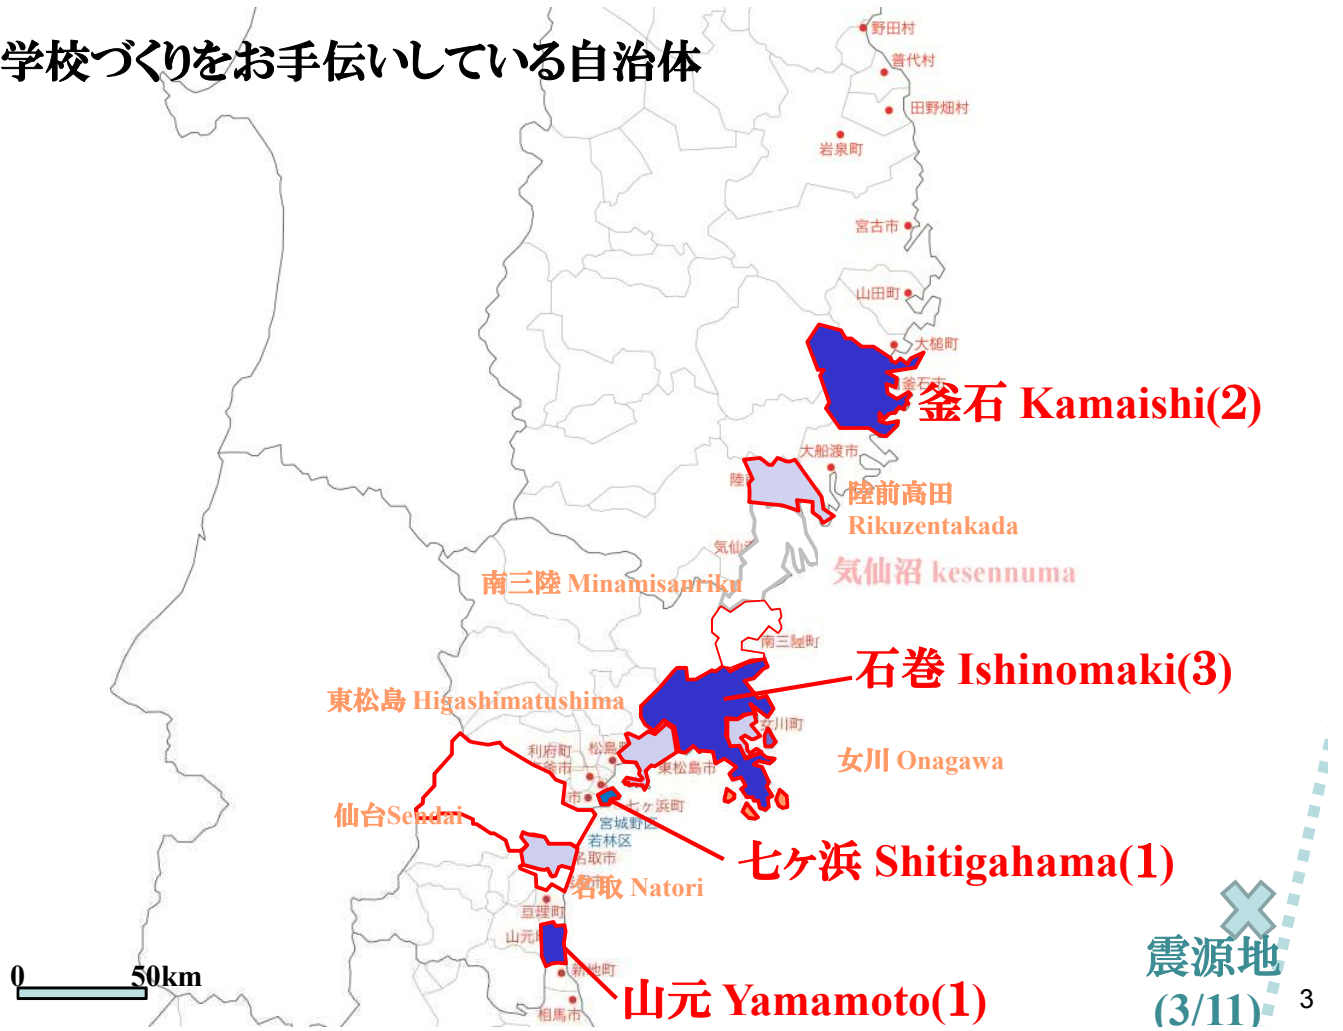 学校づくりをお手伝いしている自治体
野田村
普代村
田野畑村
岩泉町
宮古市
山田町
大槌町
釜石市
釜石 Kamaishi(2)
大船渡市
陸前高田
Rikuzentakada
気仙沼 kesennuma
南三陸 Minamisanriku
南三陸町
石巻 Ishinomaki(3)
東松島 Higashimatushima
女川町
利府町
東松島市
女川 Onagawa
七ヶ浜町
仙台Sendai
宮城野区
若林区
名取市
七ヶ浜 Shitigahama(1)
名取 Natori
亘理町
震源地
(3/11)
新地町
0
50km
山元 Yamamoto(1)
相馬市
3